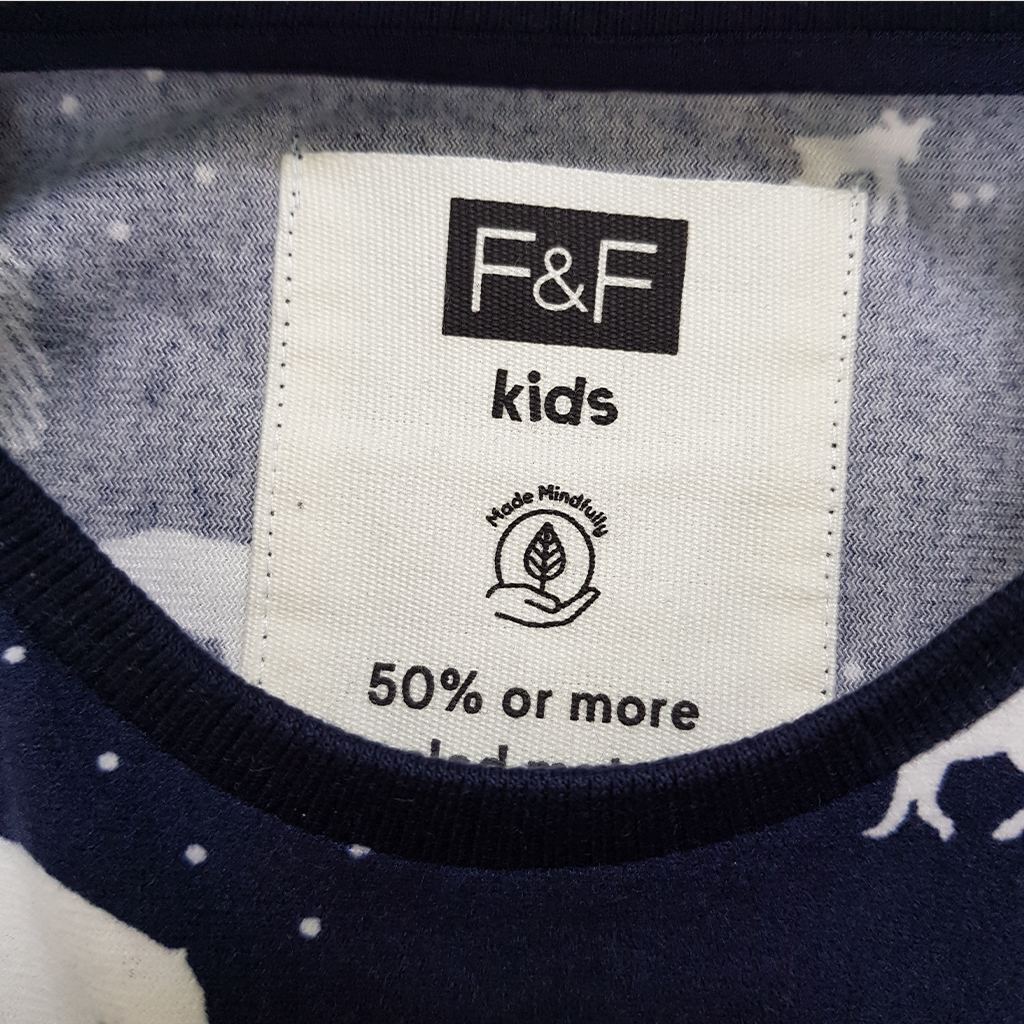 F&F
kids
Made Mindfully
50% or more